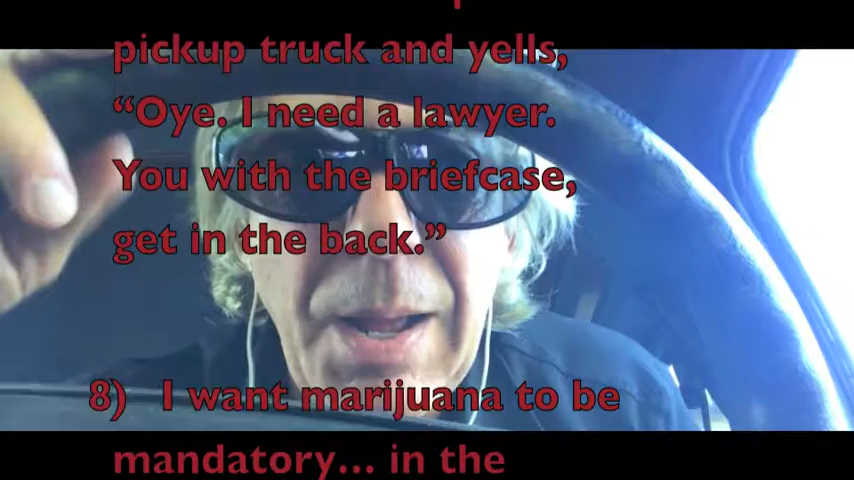 pickup truck and yells,
“Oye. I need a lawyer.
You with the briefcase,
get in the back.”
8) I want marijuana to be
mandatory... in the